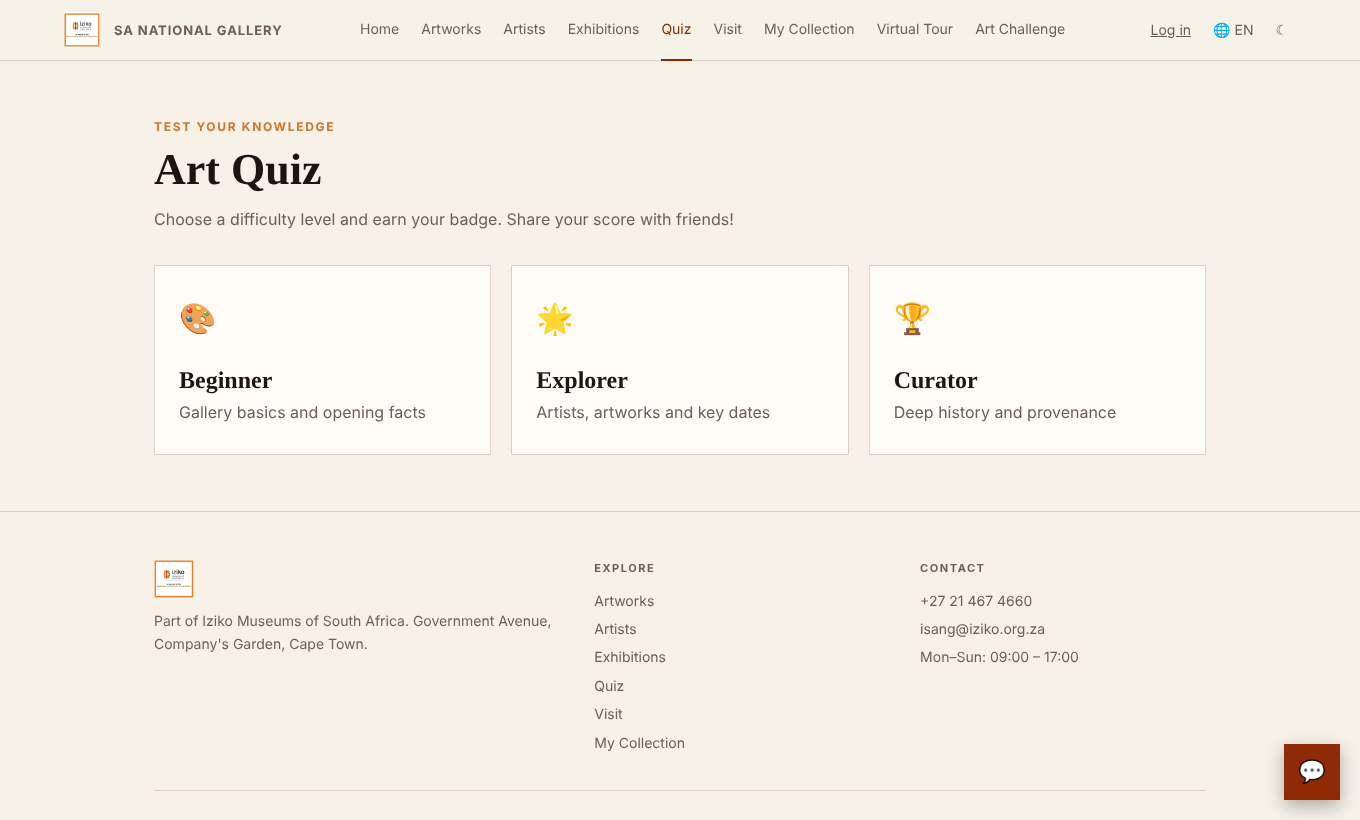 SA NATIONAL GALLERY
Home Artworks Artists Exhibitions Quiz Visit My Collection Virtual Tour Art Challenge
Log in EN
TEST YOUR KNOWLEDGE
Art Quiz
Choose a difficulty level and earn your badge. Share your score with friends!
Beginner
Gallery basics and opening facts
Explorer
Artists, artworks and key dates
Curator
Deep history and provenance
iziko
Part of Iziko Museums of South Africa. Government Avenue,
Company's Garden, Cape Town.
EXPLORE
Artworks
Artists
Exhibitions
Quiz
Visit
My Collection
CONTACT
+27 21 467 4660
isang@iziko.org.za
Mon–Sun: 09:00 – 17:00